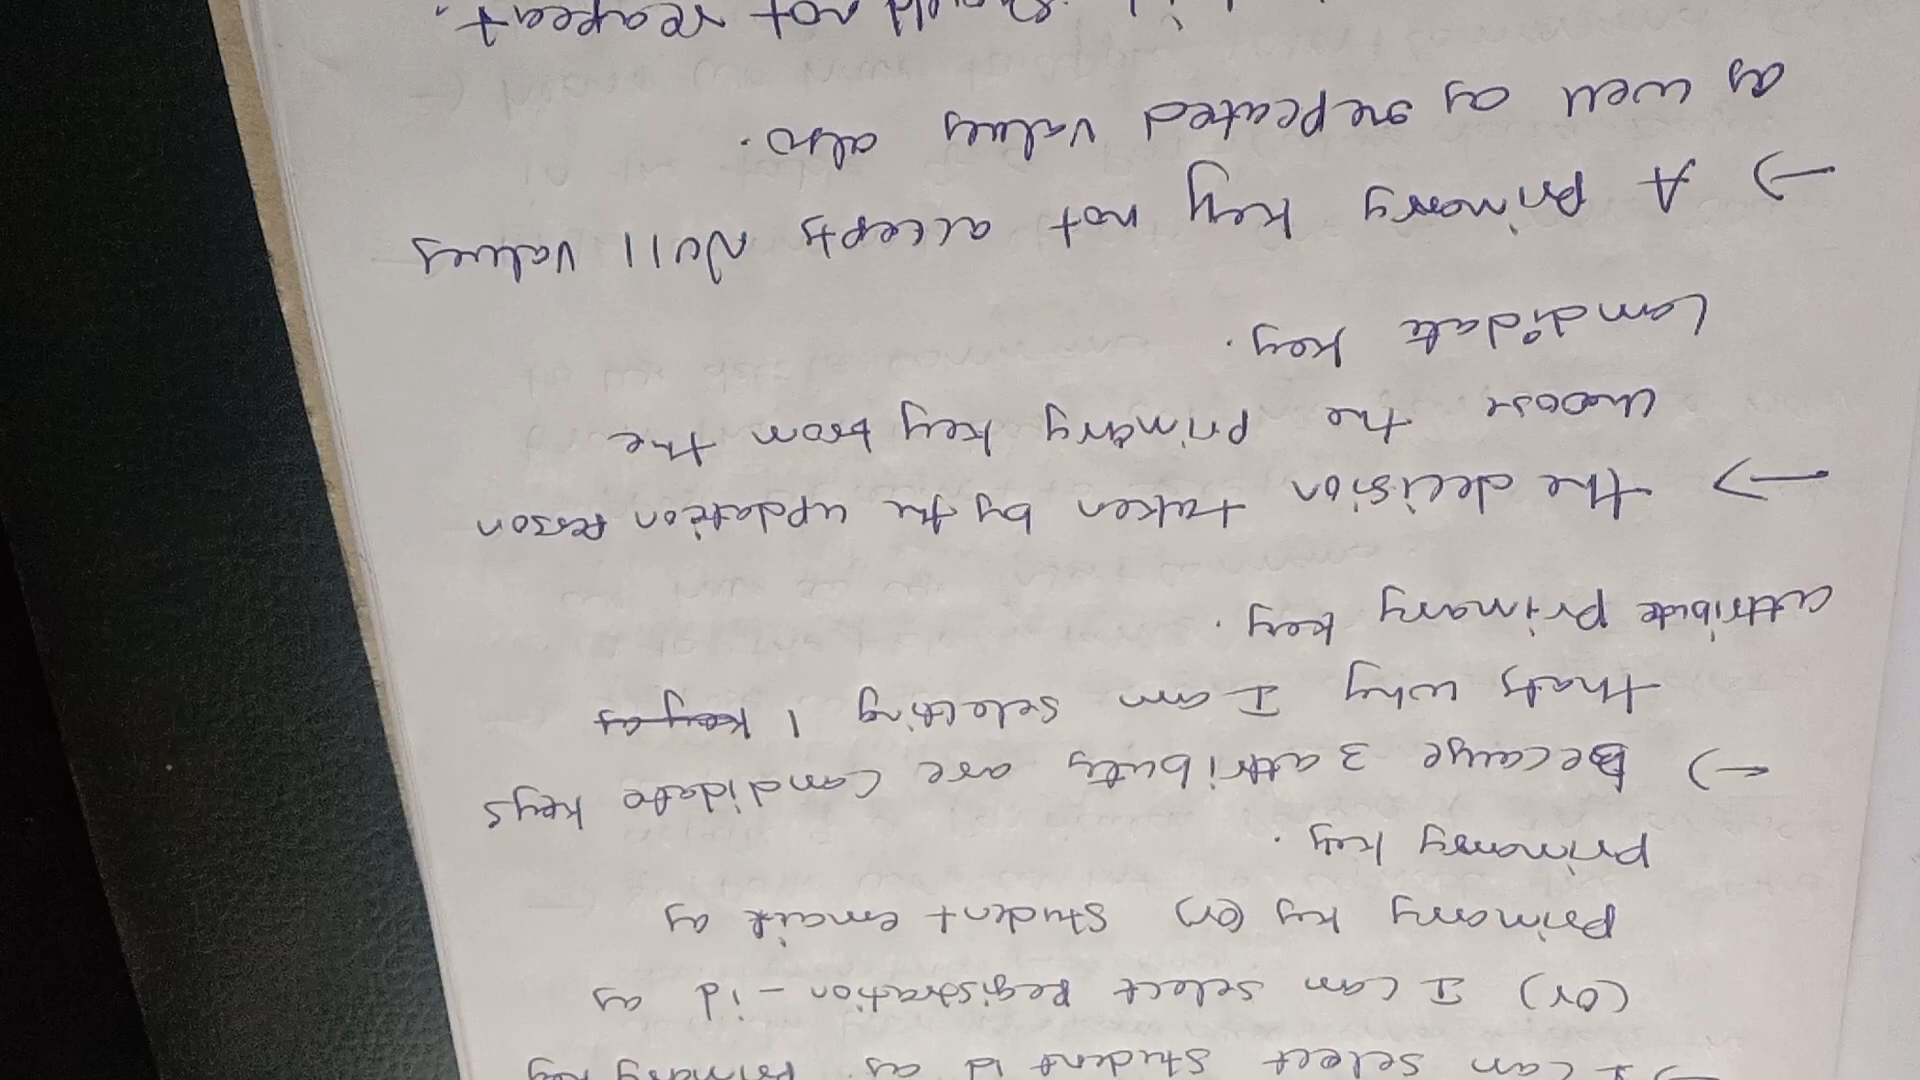 → I can select student id as primary key
(or) I can select Registration-id as
primary key (or) student email as
primary key.
→ Because 3 attributes are candidate keys
thats why I am selecting 1 key as
attribute primary key.
→ the decision taken by the updation person
choose the primary key from the
Candidate key.
→ A primary key not accepts Null values
as well as repeated values also.
should not reapeat.